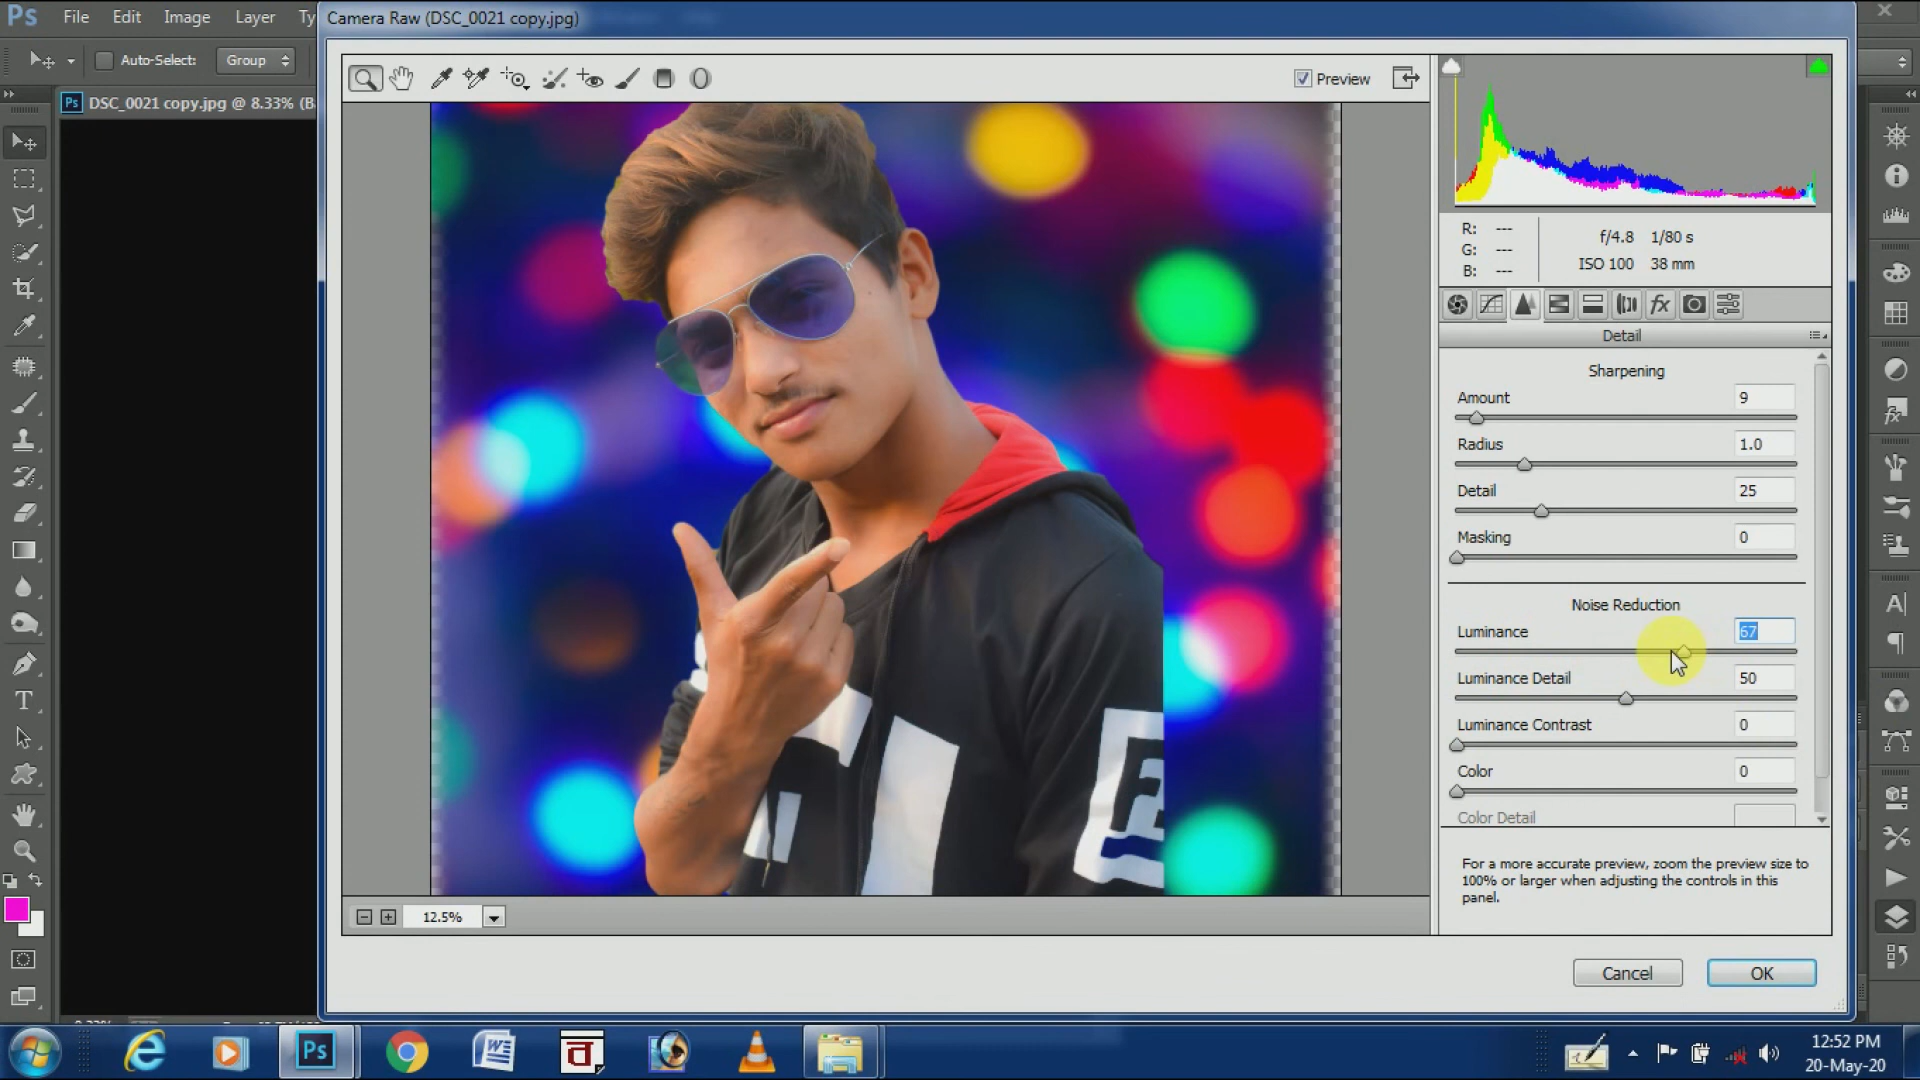 Ps File Edit Image Layer Ty
Camera Raw (DSC_0021 copy.jpg)
Auto-Select: Group
Preview
Ps DSC_0021 copy.jpg @ 8.33% (B
R: ---
G: ---
B: ---
f/4.8 1/80 s
ISO 100 38 mm
fx
Detail
Sharpening
Amount 9
Radius 1.0
Detail 25
Masking 0
Noise Reduction
Luminance 67
Luminance Detail 50
Luminance Contrast 0
Color 0
Color Detail
For a more accurate preview, zoom the preview size to
100% or larger when adjusting the controls in this
panel.
12.5%
Cancel OK
Ps
12:52 PM
20-May-20